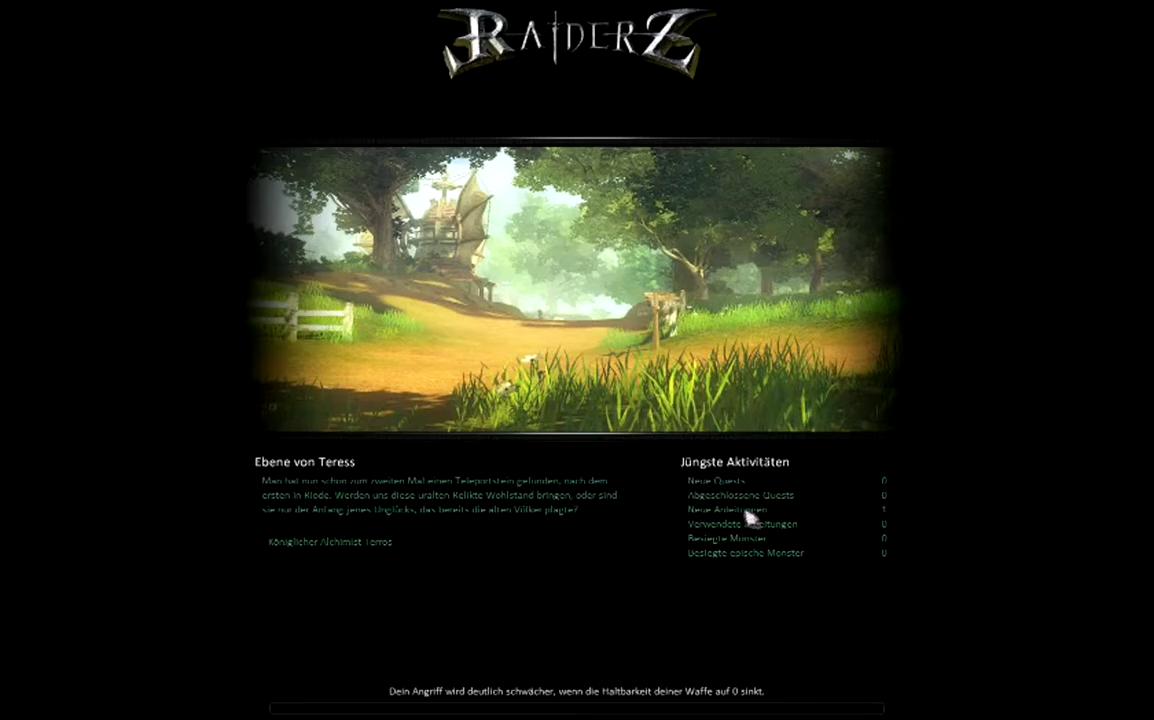 RAIDERZ
Ebene von Teress
Man hat nun schon zum zweiten Mal einen Teleportstein gefunden, nach dem
ersten in Rlode. Werden uns diese uralten Relikte Wohlstand bringen, oder sind
sie nur der Anfang jenes Unglücks, das bereits die alten Völker plagte?
Königlicher Alchimist Terros
Jüngste Aktivitäten
Neue Quests 0
Abgeschlossene Quests 0
Neue Anleitungen 1
Verwendete Anleitungen 0
Besiegte Monster 0
Besiegte epische Monster 0
Dein Angriff wird deutlich schwächer, wenn die Haltbarkeit deiner Waffe auf 0 sinkt.